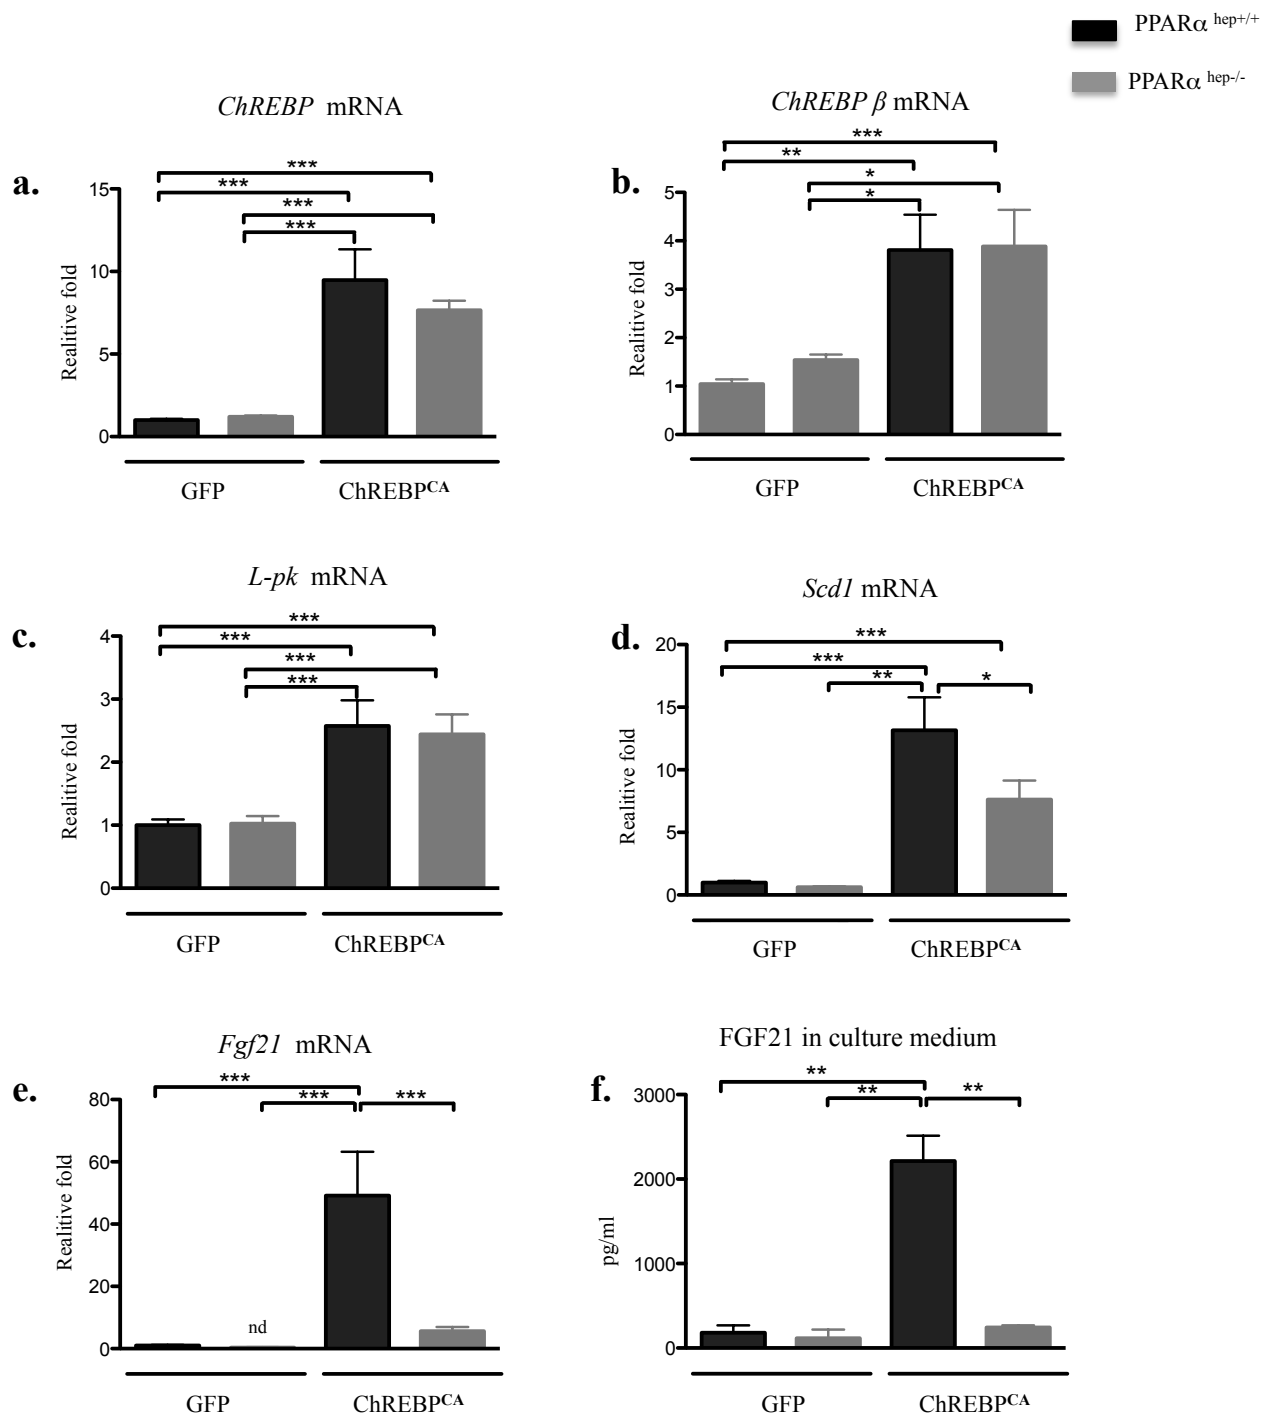 PPARα hep+/+
PPARα hep-/-
ChREBP mRNA
ChREBP β mRNA
a.
***
***
***
***
15
10
5
0
Realitive fold
GFP
ChREBPCA
b.
***
**
*
*
5
4
3
2
1
0
Realitive fold
GFP
ChREBPCA
L-pk mRNA
Scd1 mRNA
c.
***
***
***
***
4
3
2
1
0
Realitive fold
GFP
ChREBPCA
d.
***
***
**
*
20
15
10
5
0
Realitive fold
GFP
ChREBPCA
Fgf21 mRNA
FGF21 in culture medium
e.
***
***
***
80
60
40
20
0
Realitive fold
nd
GFP
ChREBPCA
f.
**
**
**
3000
2000
1000
0
pg/ml
GFP
ChREBPCA